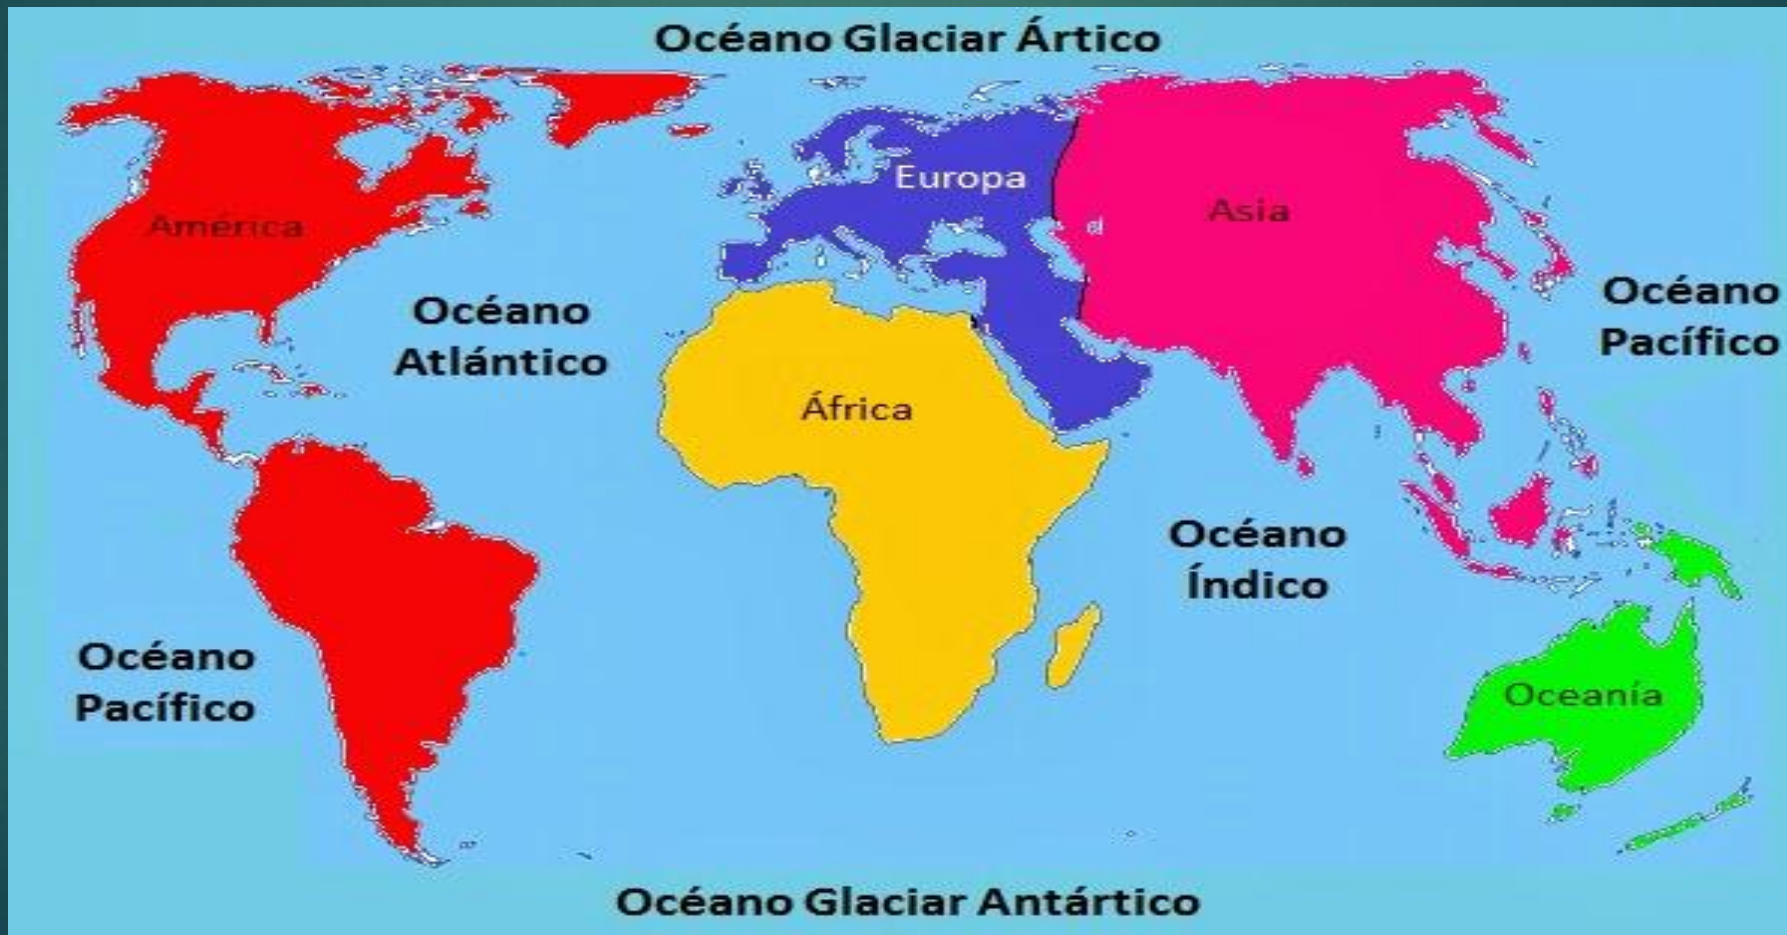 Océano Glaciar Ártico
Europa
América
Asia
el
Océano
Atlántico
Océano
Pacífico
África
Océano
Índico
Océano
Pacífico
Oceanía
Océano Glaciar Antártico